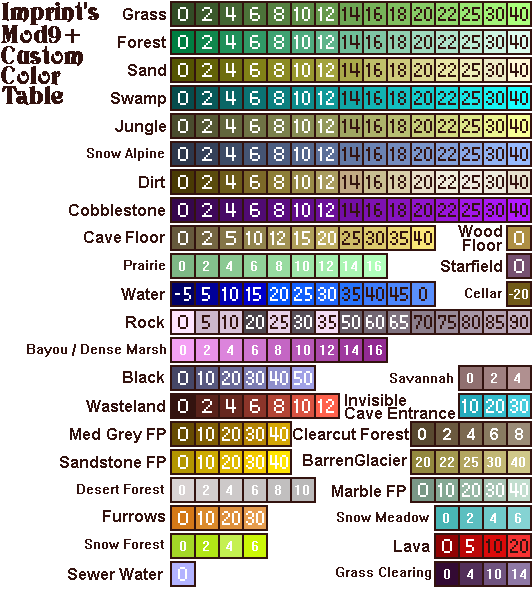 Imprint's
Mod9+
Custom
Color
Table
Grass 0 2 4 6 8 10 12 14 16 18 20 22 25 30 40
Forest 0 2 4 6 8 10 12 14 16 18 20 22 25 30 40
Sand 0 2 4 6 8 10 12 14 16 18 20 22 25 30 40
Swamp 0 2 4 6 8 10 12 14 16 18 20 22 25 30 40
Jungle 0 2 4 6 8 10 12 14 16 18 20 22 25 30 40
Snow Alpine 0 2 4 6 8 10 12 14 16 18 20 22 25 30 40
Dirt 0 2 4 6 8 10 12 14 16 18 20 22 25 30 40
Cobblestone 0 2 4 6 8 10 12 14 16 18 20 22 25 30 40
Cave Floor 0 2 5 10 12 15 20 25 30 35 40 Wood Floor 0
Prairie 0 2 4 6 8 10 12 14 16 Starfield 0
Water -5 5 10 15 20 25 30 35 40 45 0 Cellar -20
Rock 0 5 10 20 25 30 35 50 60 65 70 75 80 85 90
Bayou / Dense Marsh 0 2 4 6 8 10 12 14 16
Black 0 10 20 30 40 50 Savannah 0 2 4
Wasteland 0 2 4 6 8 10 12 Invisible Cave Entrance 10 20 30
Med Grey FP 0 10 20 30 40 Clearcut Forest 0 2 4 6 8
Sandstone FP 0 10 20 30 40 BarrenGlacier 20 22 25 30 40
Desert Forest 0 2 4 6 8 10 Marble FP 0 10 20 30 40
Furrows 0 10 20 30 Snow Meadow 0 2 4 6
Snow Forest 0 2 4 6 Lava 0 5 10 20
Sewer Water 0 Grass Clearing 0 4 10 14